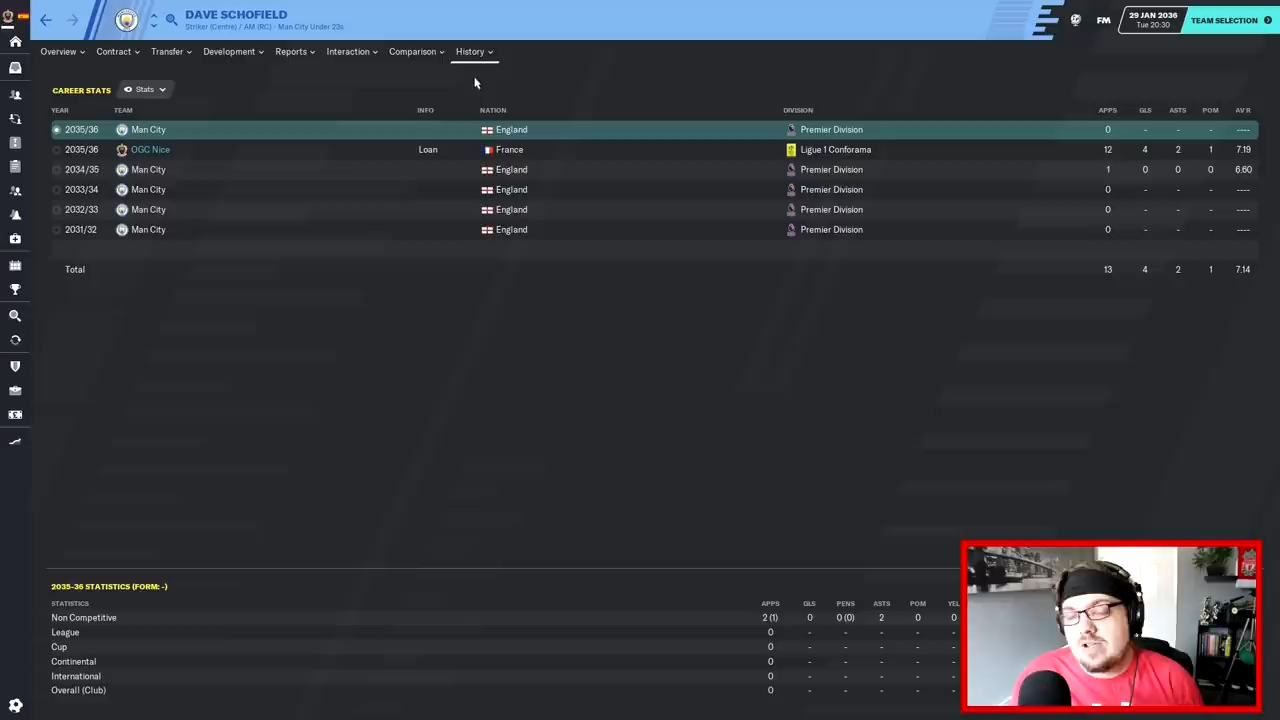 DAVE SCHOFIELD
Striker (Centre) / AM (RC) - Man City Under 23s
FM
29 JAN 2036
Tue 20:30
TEAM SELECTION
Overview Contract Transfer Development Reports Interaction Comparison History
CAREER STATS Stats
YEAR TEAM INFO NATION DIVISION APPS GLS ASTS POM AV R
2035/36 Man City England Premier Division 0 - - - ----
2035/36 OGC Nice Loan France Ligue 1 Conforama 12 4 2 1 7.19
2034/35 Man City England Premier Division 1 0 0 0 6.60
2033/34 Man City England Premier Division 0 - - - ----
2032/33 Man City England Premier Division 0 - - - ----
2031/32 Man City England Premier Division 0 - - - ----
Total 13 4 2 1 7.14
2035-36 STATISTICS (FORM: -)
STATISTICS APPS GLS PENS ASTS POM YEL
Non Competitive 2 (1) 0 0 (0) 2 0 0
League 0 - - - - -
Cup 0 - - - - -
Continental 0 - - - - -
International 0 - - - - -
Overall (Club) 0 - - - - -